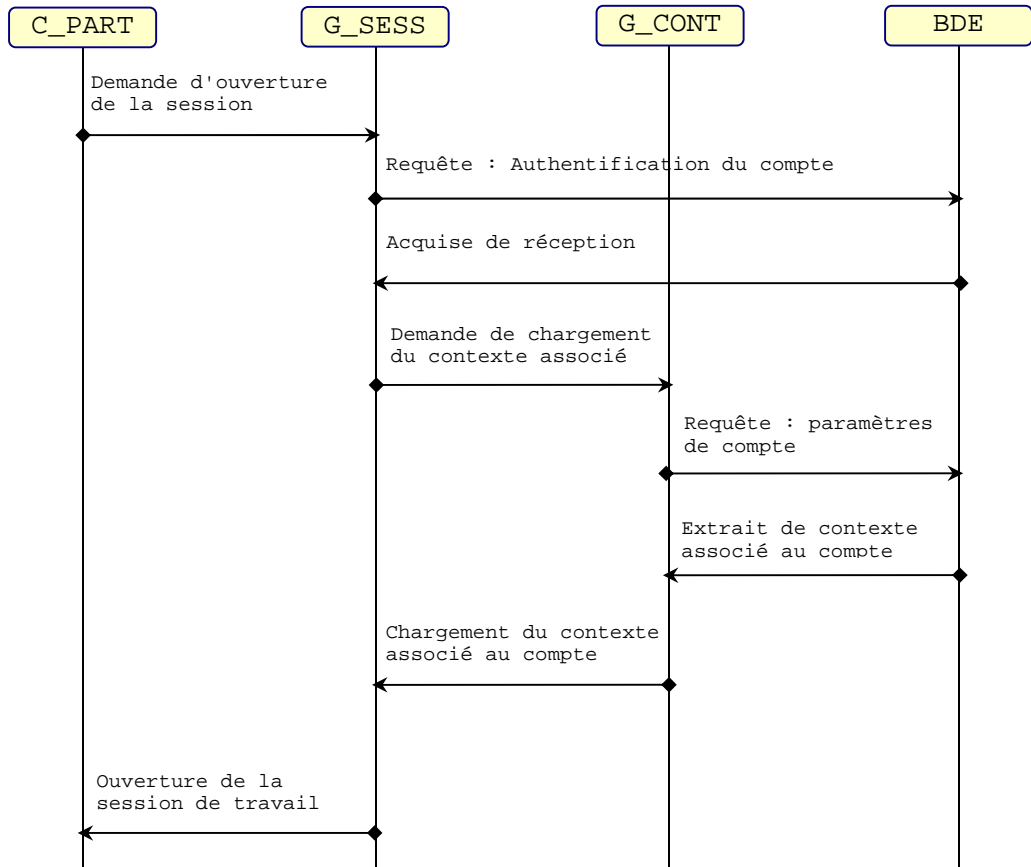 C_PART
G_SESS
G_CONT
BDE
Demande d'ouverture
de la session
Requête : Authentification du compte
Acquise de réception
Demande de chargement
du contexte associé
Requête : paramètres
de compte
Extrait de contexte
associé au compte
Chargement du contexte
associé au compte
Ouverture de la
session de travail